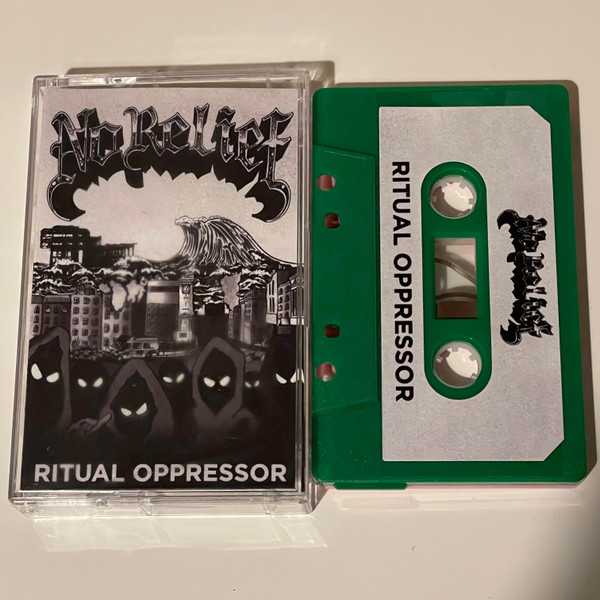 No Relief
RITUAL OPPRESSOR
RITUAL OPPRESSOR
No Relief